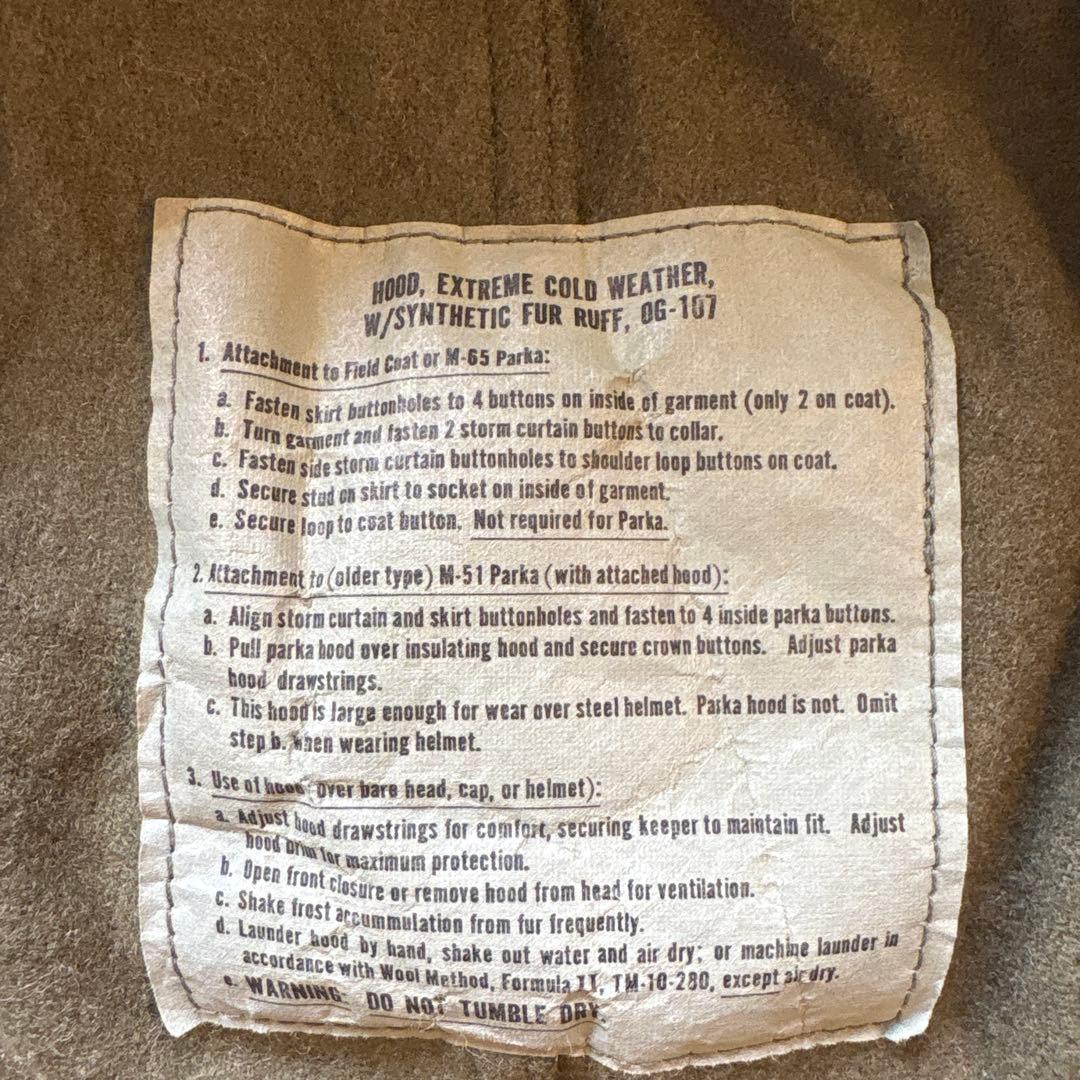 HOOD, EXTREME COLD WEATHER,
W/SYNTHETIC FUR RUFF, OG-107
1. Attachment to Field Coat or M-65 Parka:
a. Fasten skirt buttonholes to 4 buttons on inside of garment (only 2 on coat).
b. Turn garment and fasten 2 storm curtain buttons to collar.
c. Fasten side storm curtain buttonholes to shoulder loop buttons on coat.
d. Secure stud on skirt to socket on inside of garment.
e. Secure loop to coat button. Not required for Parka.
2. Attachment to (older type) M-51 Parka (with attached hood):
a. Align storm curtain and skirt buttonholes and fasten to 4 inside parka buttons.
b. Pull parka hood over insulating hood and secure crown buttons. Adjust parka
hood drawstrings.
c. This hood is large enough for wear over steel helmet. Parka hood is not. Omit
step b. when wearing helmet.
3. Use of hood (over bare head, cap, or helmet):
a. Adjust hood drawstrings for comfort, securing keeper to maintain fit. Adjust
hood brim for maximum protection.
b. Open front closure or remove hood from head for ventilation.
c. Shake frost accummulation from fur frequently.
d. Launder hood by hand, shake out water and air dry; or machine launder in
accordance with Wool Method, Formula II, TM-10-280, except air dry.
e. WARNING: DO NOT TUMBLE DRY.